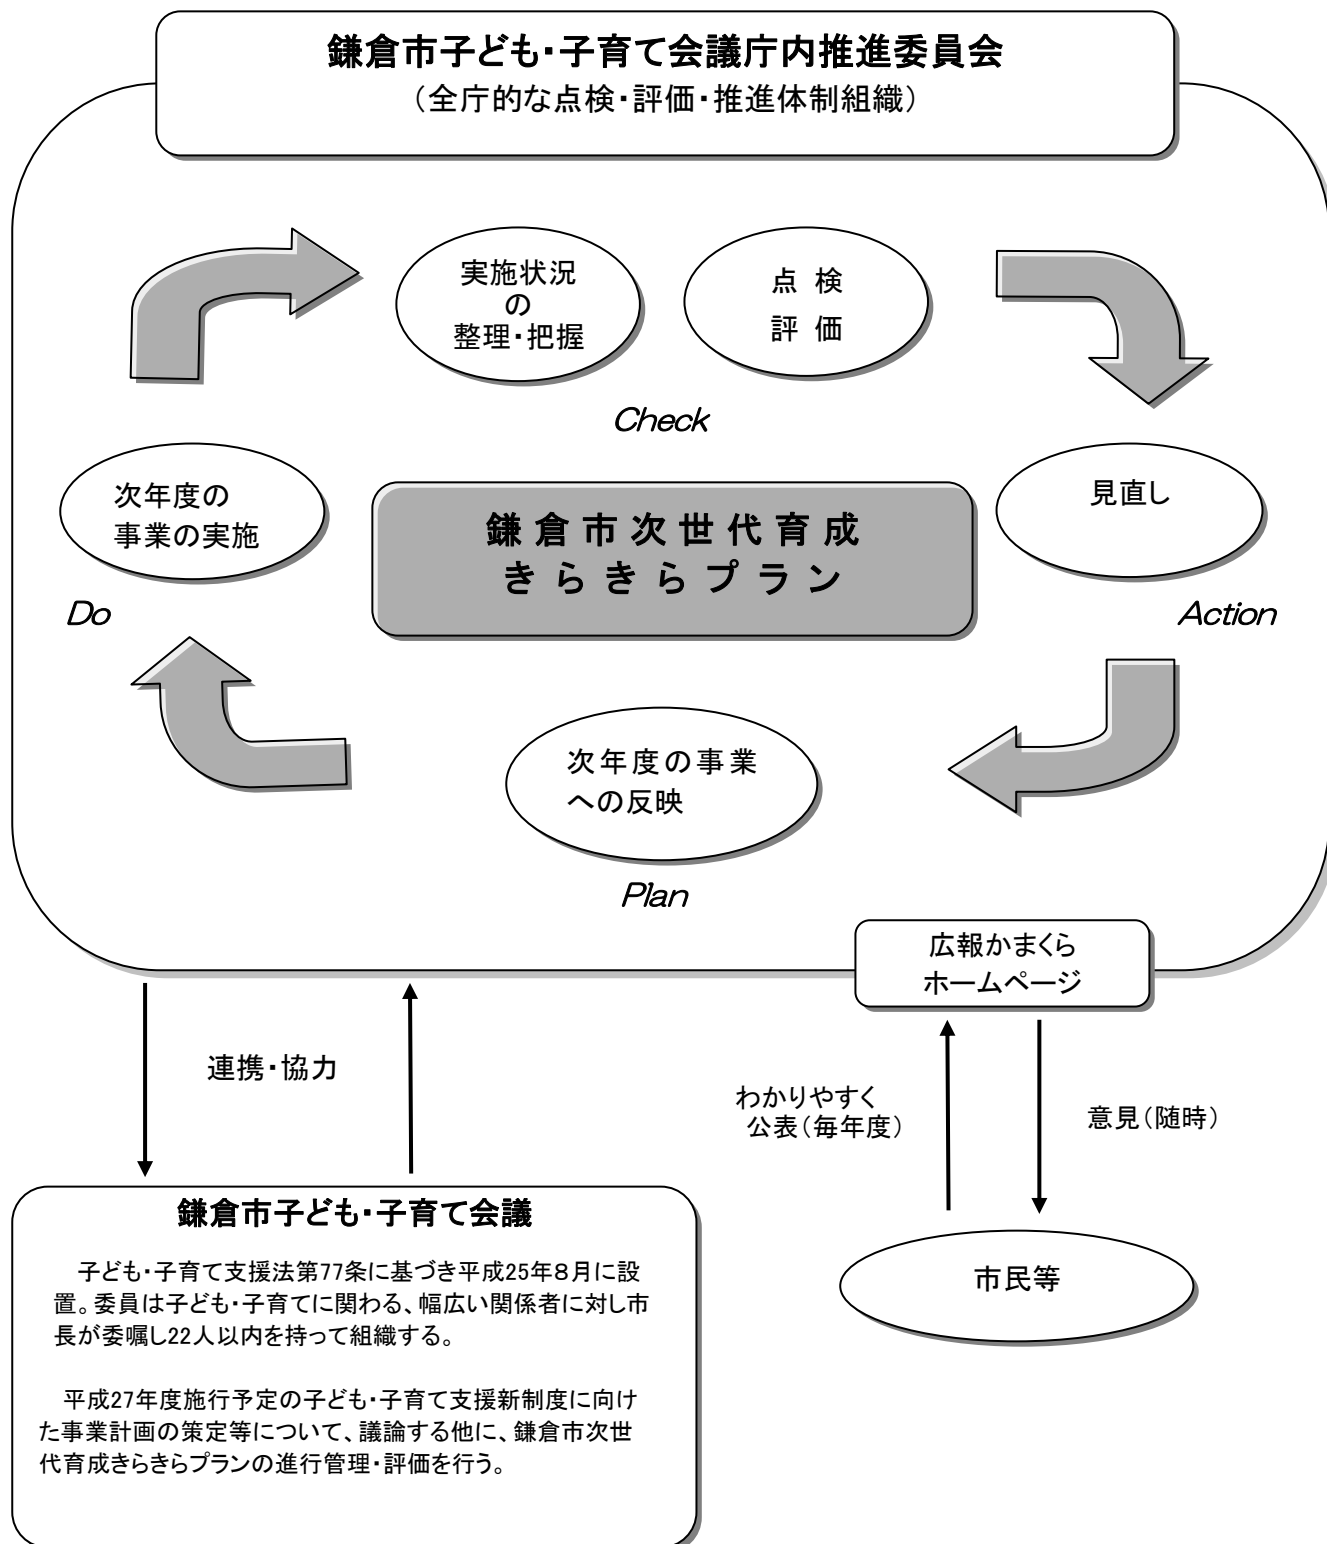 鎌倉市子ども・子育て会議庁内推進委員会
（全庁的な点検・評価・推進体制組織）
実施状況
の
整理・把握
点 検
評 価
Check
次年度の
事業の実施
Do
鎌倉市次世代育成
きらきらプラン
見直し
Action
次年度の事業
への反映
Plan
広報かまくら
ホームページ
連携・協力
わかりやすく
公表（毎年度）
意見（随時）
鎌倉市子ども・子育て会議
子ども・子育て支援法第77条に基づき平成25年８月に設
置。委員は子ども・子育てに関わる、幅広い関係者に対し市
長が委嘱し22人以内を持って組織する。
平成27年度施行予定の子ども・子育て支援新制度に向け
た事業計画の策定等について、議論する他に、鎌倉市次世
代育成きらきらプランの進行管理・評価を行う。
市民等